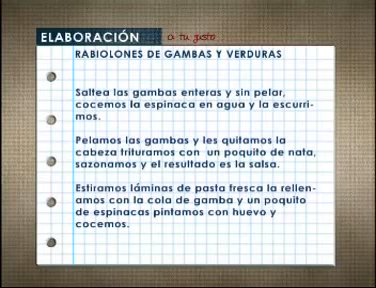 ELABORACIÓN a tu gusto
RABIOLONES DE GAMBAS Y VERDURAS
Saltea las gambas enteras y sin pelar,
cocemos la espinaca en agua y la escurri-
mos.
Pelamos las gambas y les quitamos la
cabeza trituramos con un poquito de nata,
sazonamos y el resultado es la salsa.
Estiramos láminas de pasta fresca la rellen-
amos con la cola de gamba y un poquito
de espinacas pintamos con huevo y
cocemos.